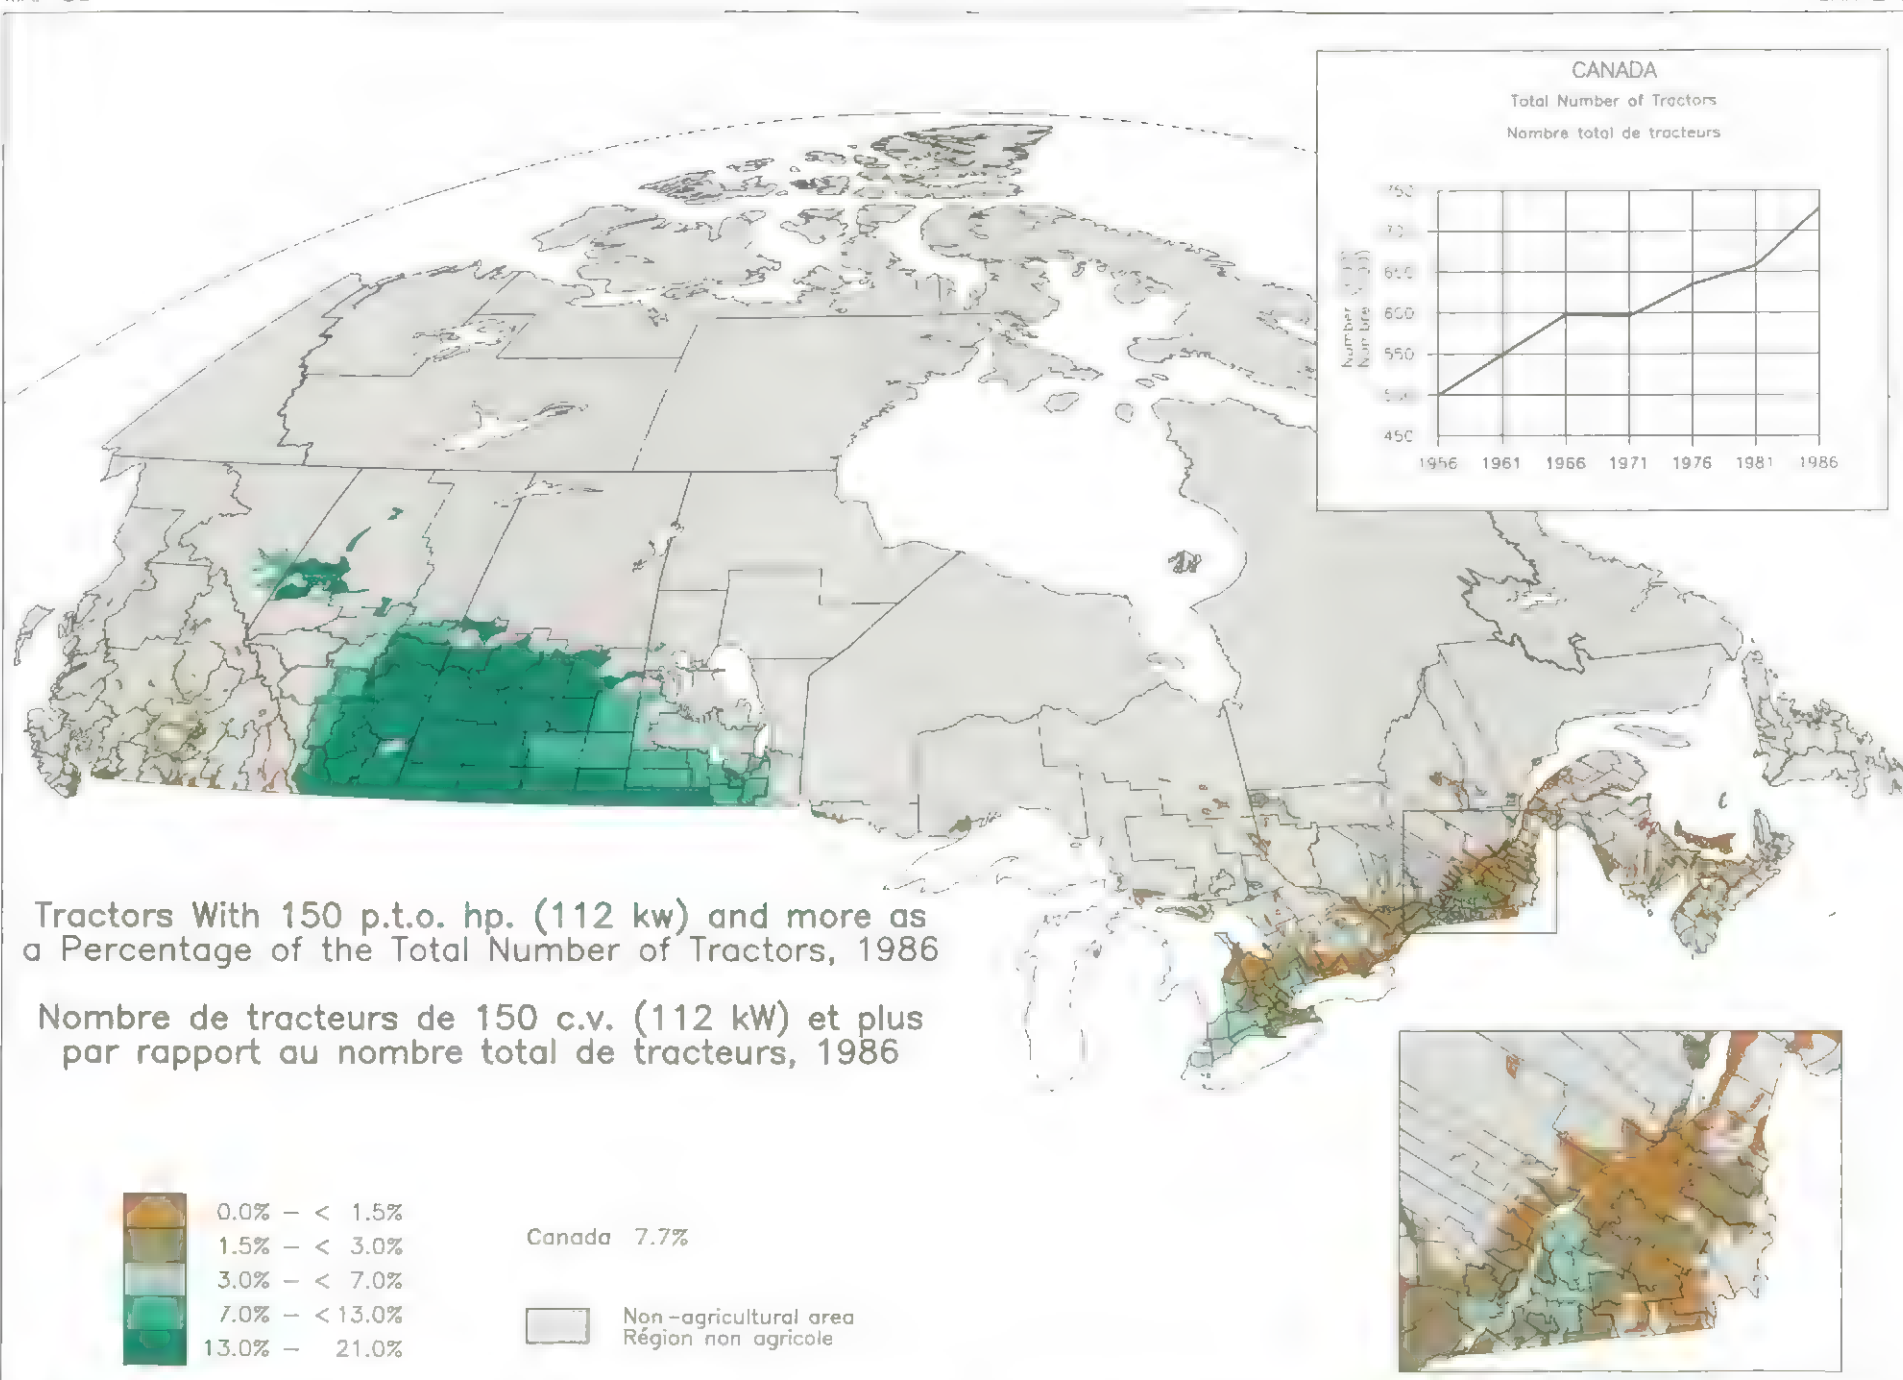 CANADA
Total Number of Tractors
Nombre total de tracteurs
750
650
600
550
450
Number
Nombre
1956 1961 1966 1971 1976 1981 1986
Tractors With 150 p.t.o. hp. (112 kw) and more as
a Percentage of the Total Number of Tractors, 1986
Nombre de tracteurs de 150 c.v. (112 kW) et plus
par rapport au nombre total de tracteurs, 1986
0.0% – < 1.5%
1.5% – < 3.0%
3.0% – < 7.0%
7.0% – < 13.0%
13.0% – 21.0%
Canada 7.7%
Non-agricultural area
Région non agricole